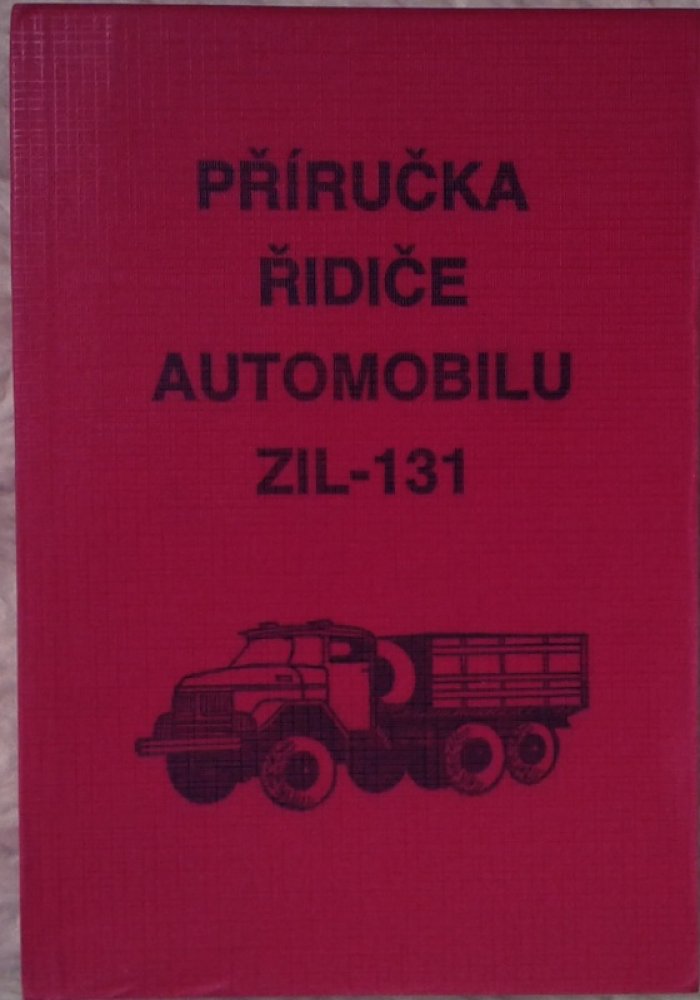 PŘÍRUČKA
ŘIDIČE
AUTOMOBILU
ZIL-131